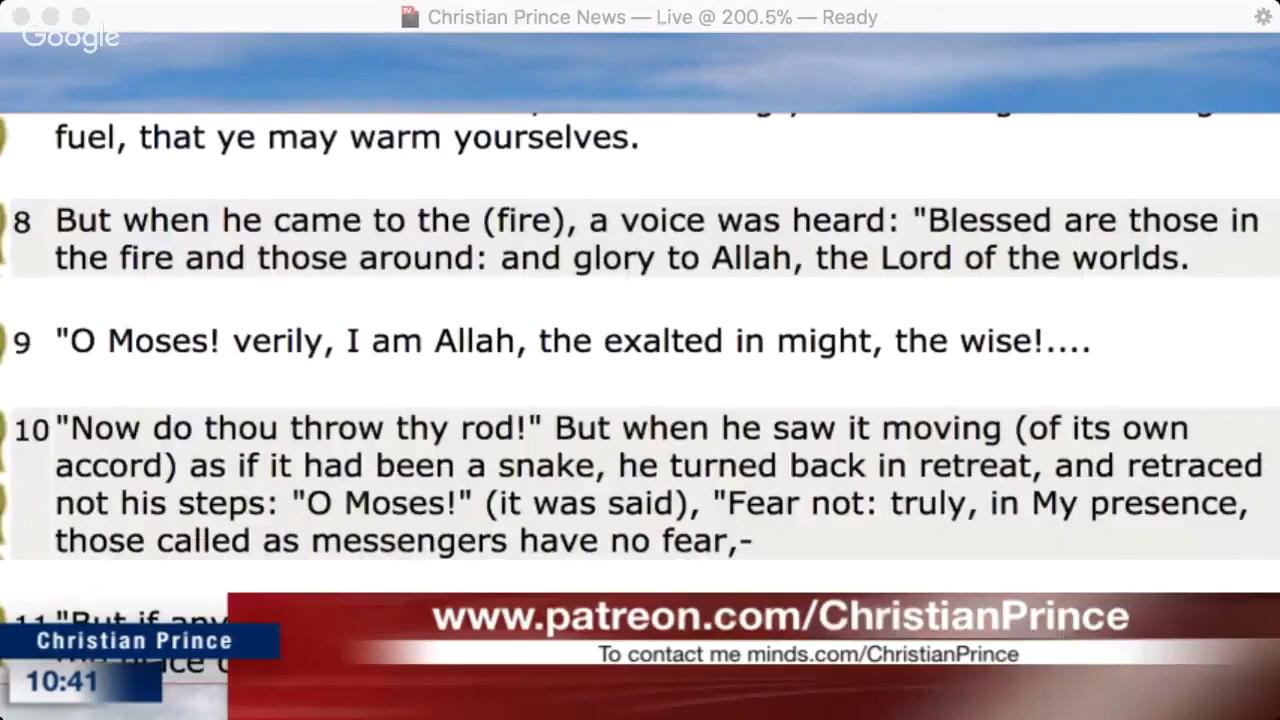 Christian Prince News — Live @ 200.5% — Ready
Google
fuel, that ye may warm yourselves.
8 But when he came to the (fire), a voice was heard: "Blessed are those in
the fire and those around: and glory to Allah, the Lord of the worlds.
9 "O Moses! verily, I am Allah, the exalted in might, the wise!....
10 "Now do thou throw thy rod!" But when he saw it moving (of its own
accord) as if it had been a snake, he turned back in retreat, and retraced
not his steps: "O Moses!" (it was said), "Fear not: truly, in My presence,
those called as messengers have no fear,-
11 "But if any
www.patreon.com/ChristianPrince
Christian Prince
To contact me minds.com/ChristianPrince
10:41